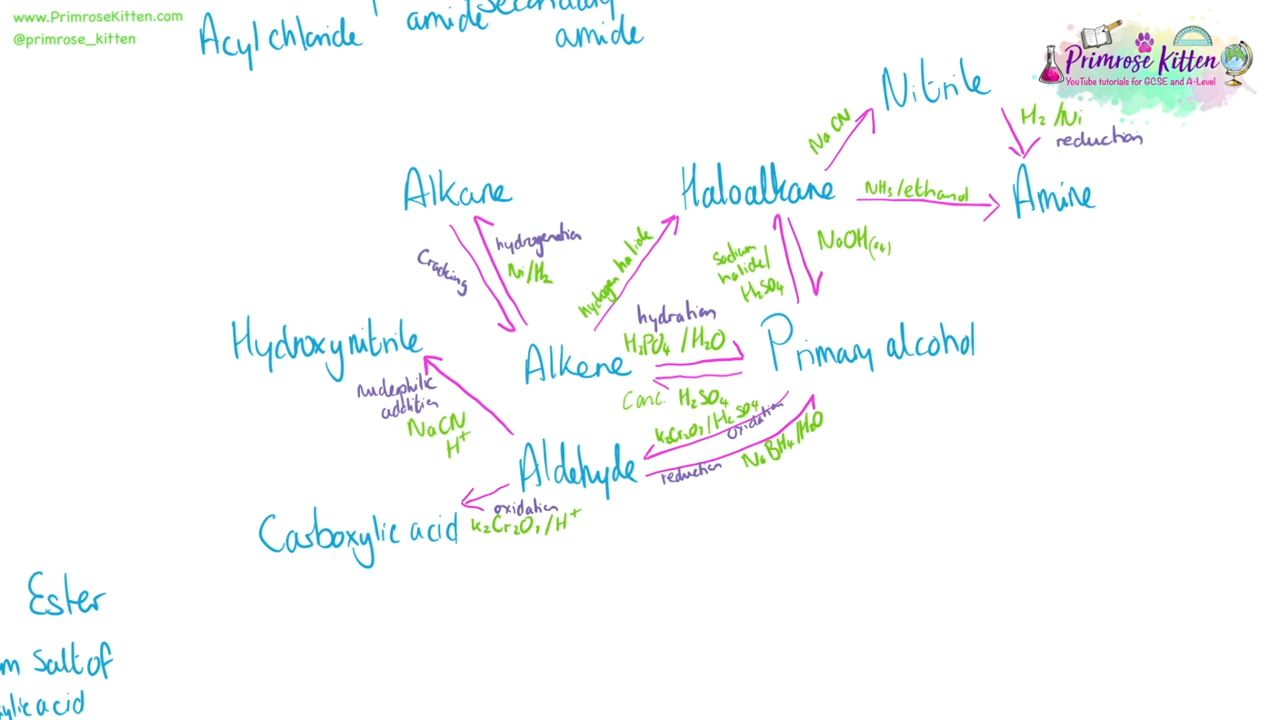 www.PrimroseKitten.com
@primrose_kitten
Acyl chloride
amide
secondary
amide
Primrose Kitten
YouTube tutorials for GCSE and A-Level
Nitrile
NaCN
H2/Ni
reduction
Alkane
Haloalkane
NH3/ethanol
Amine
Cracking
hydrogenation
Ni/H2
hydrogen halide
sodium
halide/
H2SO4
NaOH(aq)
Hydroxynitrile
hydration
H3PO4/H2O
Alkene
Primary alcohol
Conc. H2SO4
nucleophilic
addition
NaCN
H+
K2Cr2O7/H2SO4
oxidation
Aldehyde
reduction
NaBH4/H2O
oxidation
K2Cr2O7/H+
Carboxylic acid
Ester
m Salt of
ylic acid